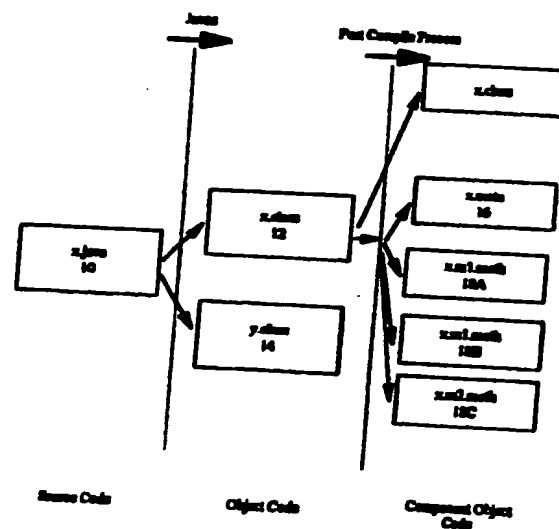 Javac
Post Compile Process
x.class
x.java
10
x.class
12
y.class
14
x.meta
16
x.m1.meth
18A
x.m1.meth
18B
x.m2.meth
18C
Source Code
Object Code
Component Object
Code